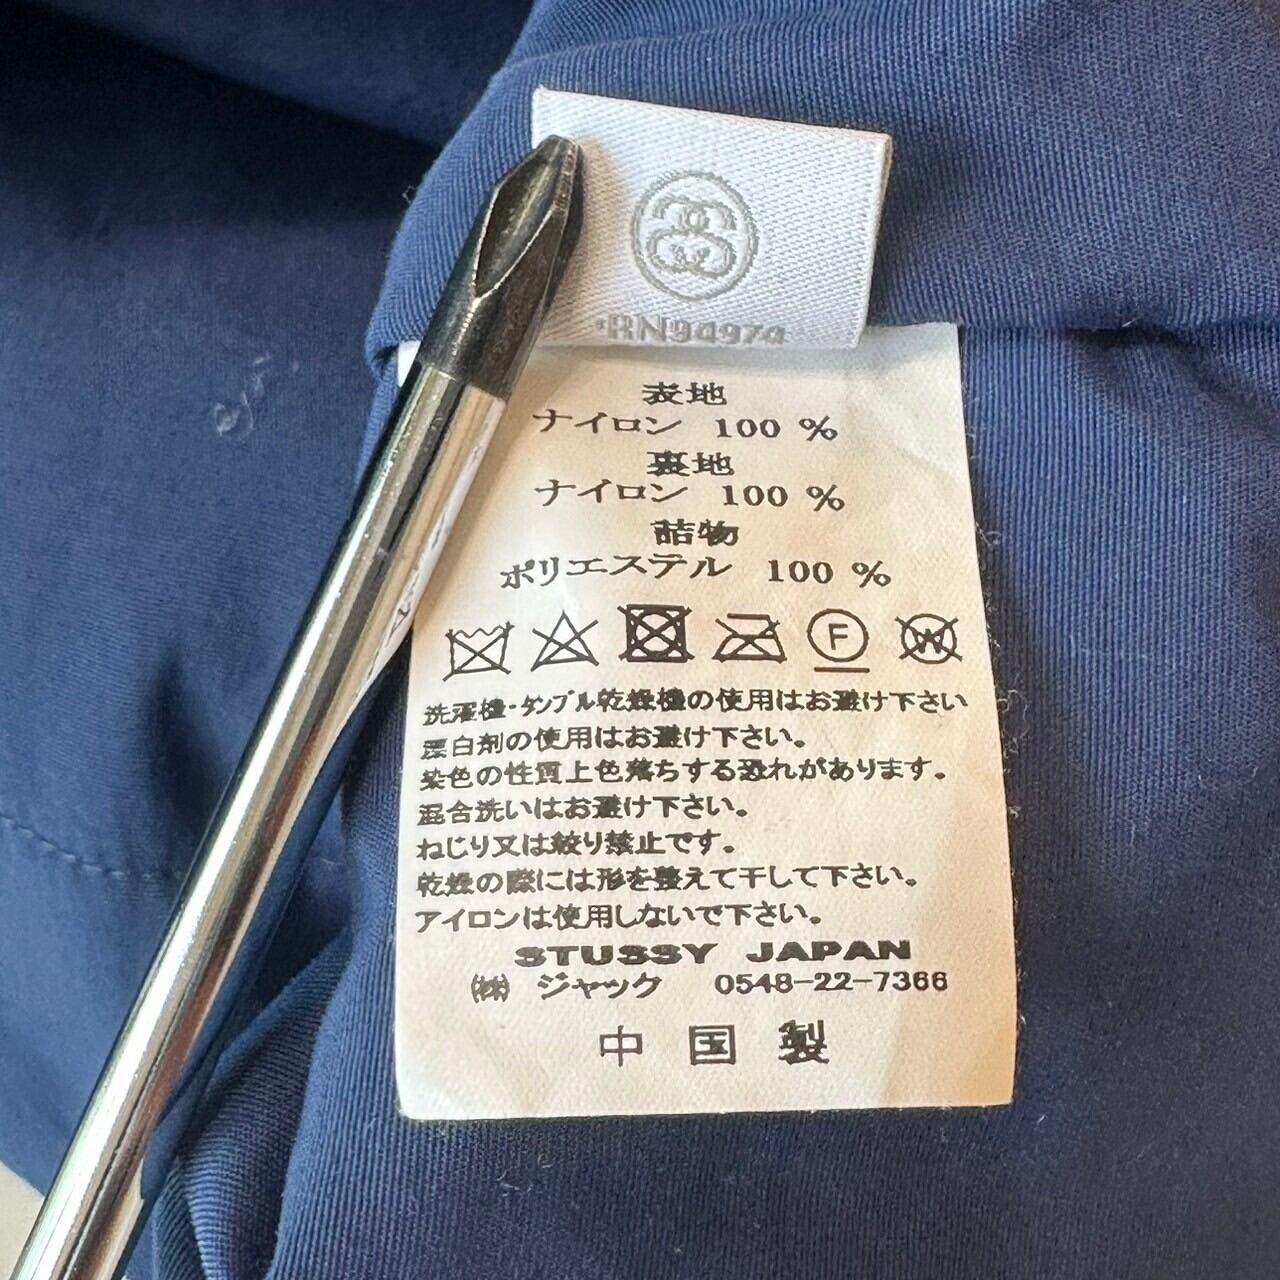 RN94974
表地
ナイロン 100 %
裏地
ナイロン 100 %
詰物
ポリエステル 100 %
F W
洗濯機・タンブル乾燥機の使用はお避け下さい
漂白剤の使用はお避け下さい。
染色の性質上色落ちする恐れがあります。
混合洗いはお避け下さい。
ねじり又は絞り禁止です。
乾燥の際には形を整えて干して下さい。
アイロンは使用しないで下さい。
STUSSY JAPAN
㈱ ジャック 0548-22-7366
中国製